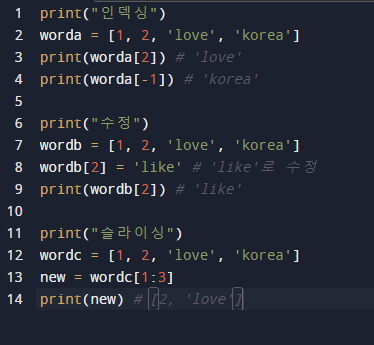 1 print("인덱싱")
2 worda = [1, 2, 'love', 'korea']
3 print(worda[2]) # 'love'
4 print(worda[-1]) # 'korea'
5
6 print("수정")
7 wordb = [1, 2, 'love', 'korea']
8 wordb[2] = 'like' # 'like'로 수정
9 print(wordb[2]) # 'like'
10
11 print("슬라이싱")
12 wordc = [1, 2, 'love', 'korea']
13 new = wordc[1:3]
14 print(new) # [2, 'love']